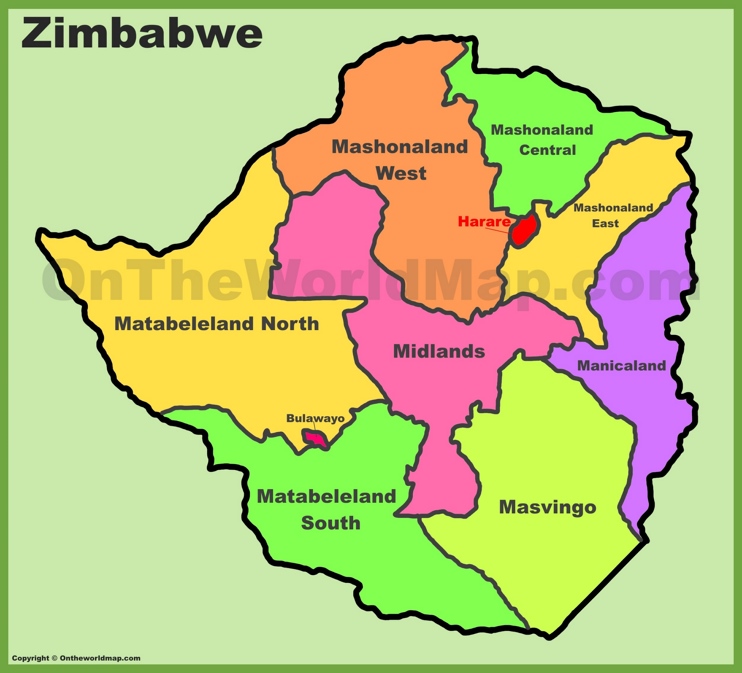 Zimbabwe
Mashonaland
West
Mashonaland
Central
Mashonaland
East
Harare
OnTheWorldMap.com
Matabeleland North
Midlands
Manicaland
Bulawayo
Matabeleland
South
Masvingo
Copyright © Ontheworldmap.com